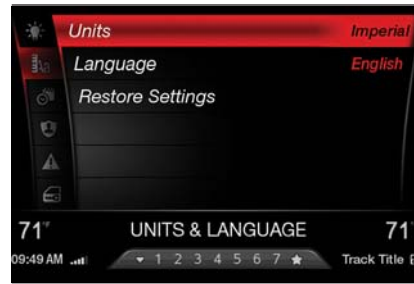 Units Imperial
Language English
Restore Settings
71°F UNITS & LANGUAGE 71
09:49 AM 1 2 3 4 5 6 7 Track Title